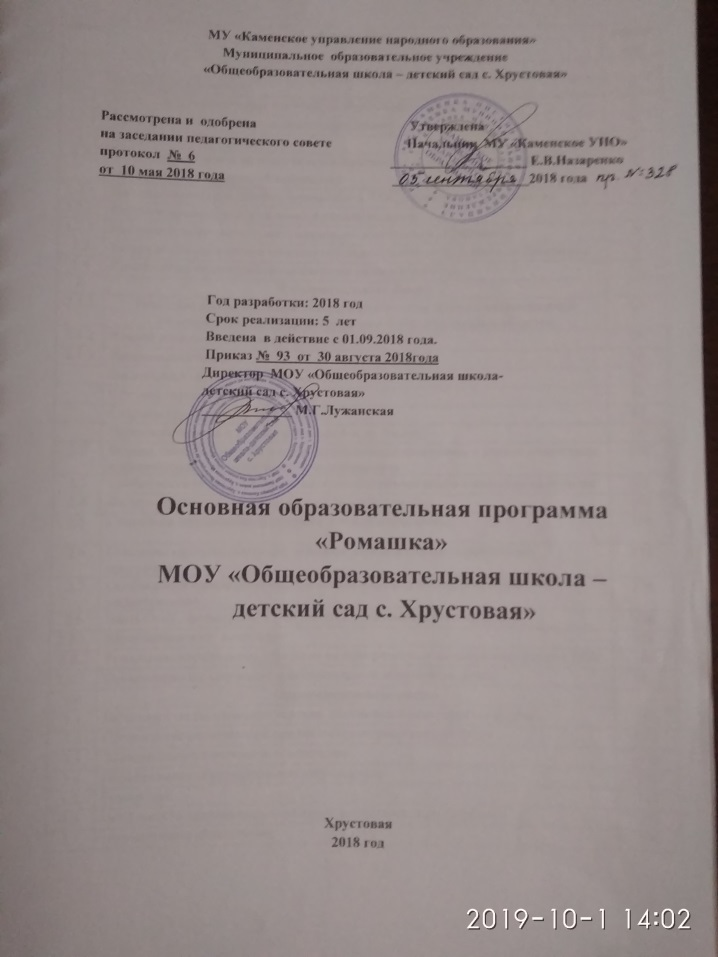 МУ «Каменское управление народного образования»
Муниципальное образовательное учреждение
«Общеобразовательная школа – детский сад с. Хрустовая»
Рассмотрена и одобрена
на заседании педагогического совете
протокол № 6
от 10 мая 2018 года
Утверждена
Начальник МУ «Каменское УНО»
Е.В.Назаренко
05 сентября 2018 года пр. №328
Год разработки: 2018 год
Срок реализации: 5 лет
Введена в действие с 01.09.2018 года.
Приказ № 93 от 30 августа 2018года
Директор МОУ «Общеобразовательная школа-
детский сад с. Хрустовая»
М.Г.Лужанская
МОУ
с. Хрустовая
Основная образовательная программа
«Ромашка»
МОУ «Общеобразовательная школа –
детский сад с. Хрустовая»
Хрустовая
2018 год
2019-10-1 14:02